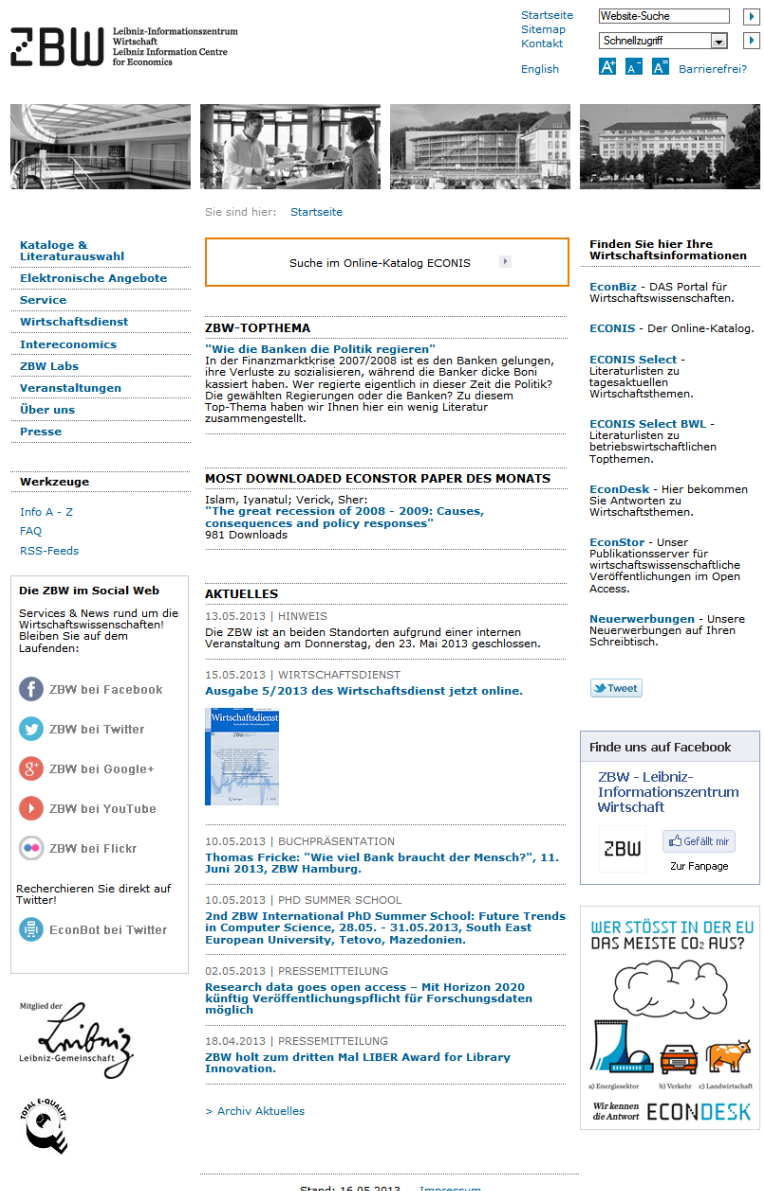 ZBW
Leibniz-Informationszentrum
Wirtschaft
Leibniz Information Centre
for Economics
Startseite
Sitemap
Kontakt
English
Website-Suche
Schnellzugriff
A+ A- A=
Barrierefrei?
Sie sind hier: Startseite
Kataloge &
Literaturauswahl
Elektronische Angebote
Service
Wirtschaftsdienst
Intereconomics
ZBW Labs
Veranstaltungen
Über uns
Presse
Werkzeuge
Info A - Z
FAQ
RSS-Feeds
Die ZBW im Social Web
Services & News rund um die
Wirtschaftswissenschaften!
Bleiben Sie auf dem
Laufenden:
ZBW bei Facebook
ZBW bei Twitter
ZBW bei Google+
ZBW bei YouTube
ZBW bei Flickr
Recherchieren Sie direkt auf
Twitter!
EconBot bei Twitter
Mitglied der
Leibniz
Leibniz-Gemeinschaft
TOTAL E-QUALITY
Suche im Online-Katalog ECONIS
ZBW-TOPTHEMA
"Wie die Banken die Politik regieren"
In der Finanzmarktkrise 2007/2008 ist es den Banken gelungen,
ihre Verluste zu sozialisieren, während die Banker dicke Boni
kassiert haben. Wer regierte eigentlich in dieser Zeit die Politik?
Die gewählten Regierungen oder die Banken? Zu diesem
Top-Thema haben wir Ihnen hier ein wenig Literatur
zusammengestellt.
MOST DOWNLOADED ECONSTOR PAPER DES MONATS
Islam, Iyanatul; Verick, Sher:
"The great recession of 2008 - 2009: Causes,
consequences and policy responses"
981 Downloads
AKTUELLES
13.05.2013 | HINWEIS
Die ZBW ist an beiden Standorten aufgrund einer internen
Veranstaltung am Donnerstag, den 23. Mai 2013 geschlossen.
15.05.2013 | WIRTSCHAFTSDIENST
Ausgabe 5/2013 des Wirtschaftsdienst jetzt online.
Wirtschaftsdienst
ZBW
10.05.2013 | BUCHPRÄSENTATION
Thomas Fricke: "Wie viel Bank braucht der Mensch?", 11.
Juni 2013, ZBW Hamburg.
10.05.2013 | PHD SUMMER SCHOOL
2nd ZBW International PhD Summer School: Future Trends
in Computer Science, 28.05. - 31.05.2013, South East
European University, Tetovo, Mazedonien.
02.05.2013 | PRESSEMITTEILUNG
Research data goes open access – Mit Horizon 2020
künftig Veröffentlichungspflicht für Forschungsdaten
möglich
18.04.2013 | PRESSEMITTEILUNG
ZBW holt zum dritten Mal LIBER Award for Library
Innovation.
> Archiv Aktuelles
Finden Sie hier Ihre
Wirtschaftsinformationen
EconBiz - DAS Portal für
Wirtschaftswissenschaften.
ECONIS - Der Online-Katalog.
ECONIS Select -
Literaturlisten zu
tagesaktuellen
Wirtschaftsthemen.
ECONIS Select BWL -
Literaturlisten zu
betriebswirtschaftlichen
Topthemen.
EconDesk - Hier bekommen
Sie Antworten zu
Wirtschaftsthemen.
EconStor - Unser
Publikationsserver für
wirtschaftswissenschaftliche
Veröffentlichungen im Open
Access.
Neuerwerbungen - Unsere
Neuerwerbungen auf Ihren
Schreibtisch.
Tweet
Finde uns auf Facebook
ZBW - Leibniz-
Informationszentrum
Wirtschaft
ZBW
Gefällt mir
Zur Fanpage
WER STÖSST IN DER EU
DAS MEISTE CO₂ AUS?
a) Energiesektor b) Verkehr c) Landwirtschaft
Wir kennen
die Antwort
ECONDESK
Stand: 16.05.2013 Impressum